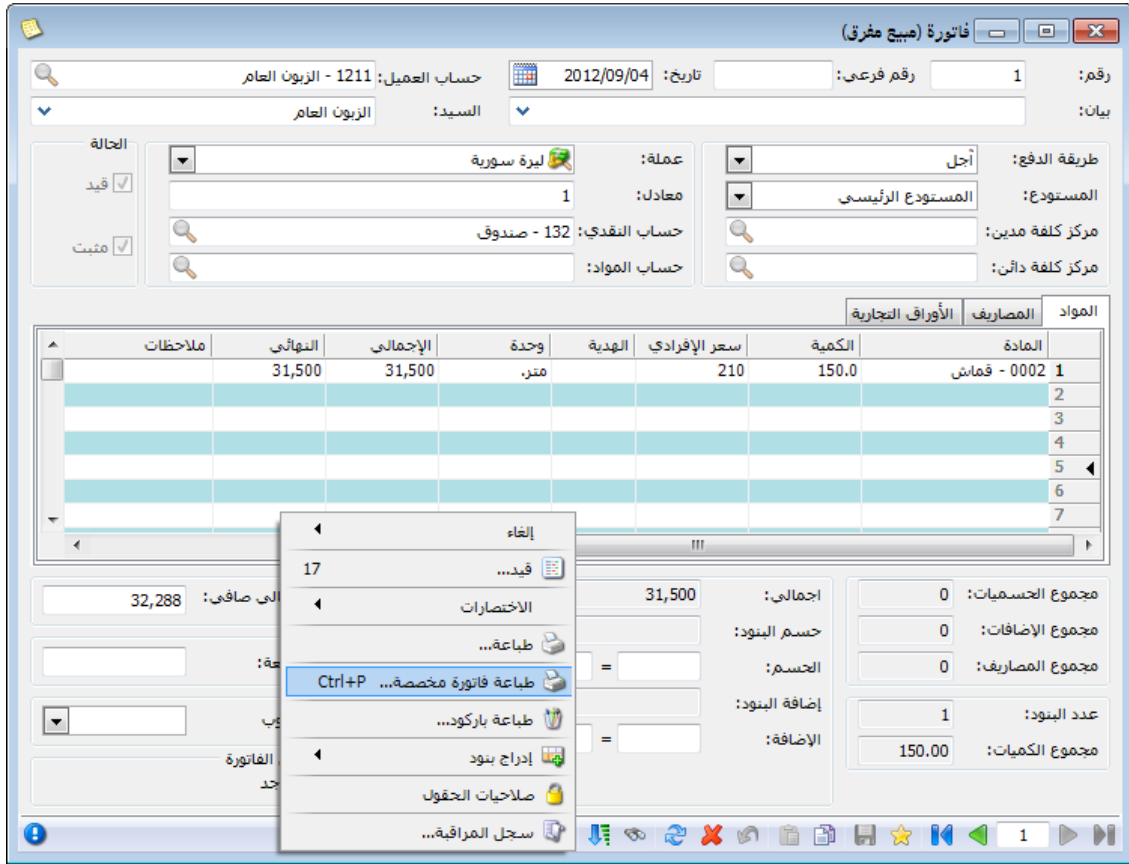 فاتورة (مبيع مفرق)
رقم: 1 رقم فرعي: تاريخ: 2012/09/04 حساب العميل: 1211 - الزبون العام
بيان: السيد: الزبون العام
طريقة الدفع: آجل عملة: ليرة سورية الحالة
المستودع: المستودع الرئيسي معادل: 1 قيد
مركز كلفة مدين: حساب النقدي: 132 - صندوق مثبت
مركز كلفة دائن: حساب المواد:
المواد المصاريف الأوراق التجارية
المادة الكمية سعر الإفرادي الهدية وحدة الإجمالي النهائي ملاحظات
1 0002 - قماش 150.0 210 متر. 31,500 31,500
2
3
4
5
6
7
إلغاء
قيد... 17
الاختصارات
طباعة...
طباعة فاتورة مخصصة... Ctrl+P
طباعة باركود...
إدراج بنود
صلاحيات الحقول
سجل المراقبة...
مجموع الحسميات: 0 اجمالي: 31,500 صافي: 32,288
مجموع الإضافات: 0 حسم البنود:
مجموع المصاريف: 0 الحسم: =
إضافة البنود:
عدد البنود: 1
مجموع الكميات: 150.00 الإضافة: =
الفاتورة
1